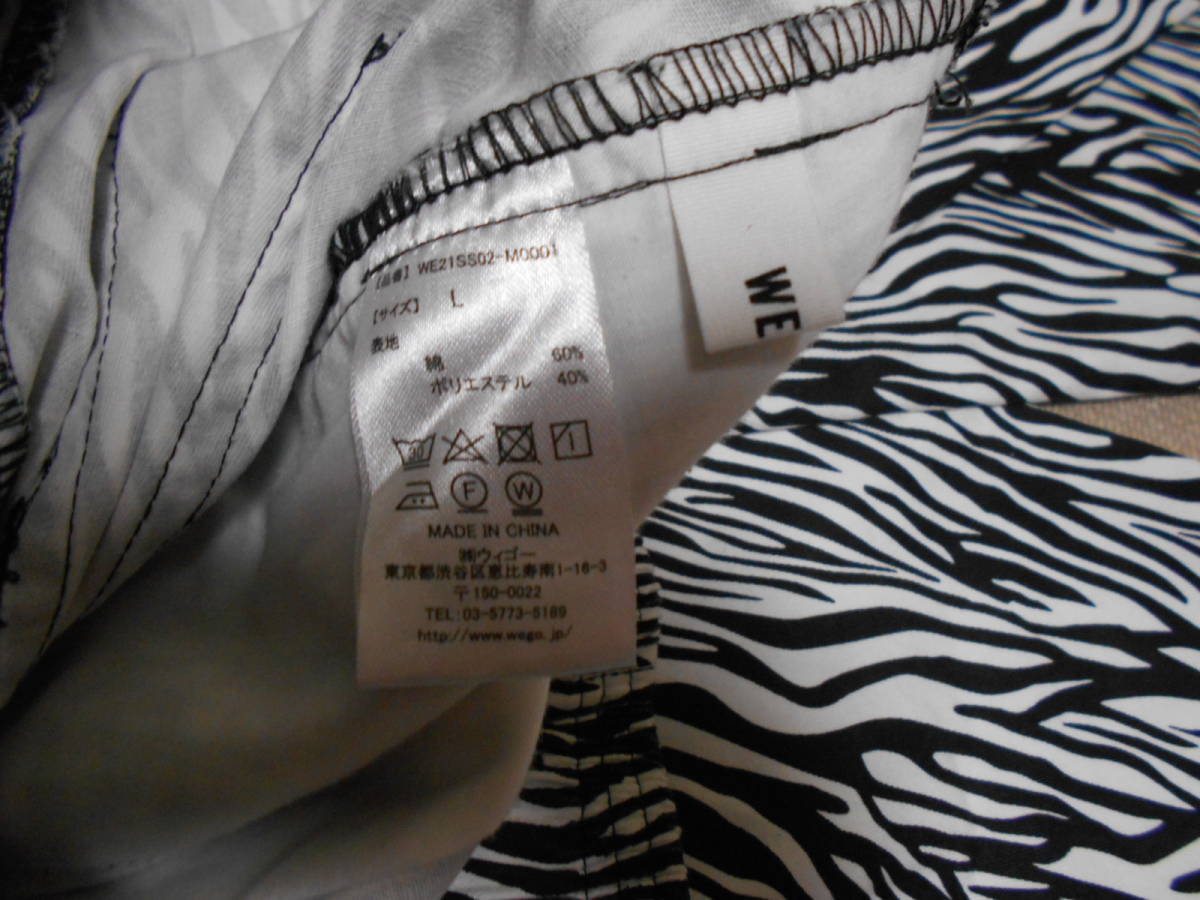 【品番】 WE21SS02-M0001
【サイズ】 L
表地
綿 60%
ポリエステル 40%
30
F W
MADE IN CHINA
㈱ウィゴー
東京都渋谷区恵比寿南1-16-3
〒150-0022
TEL:03-5773-5189
http://www.wego.jp/
WE